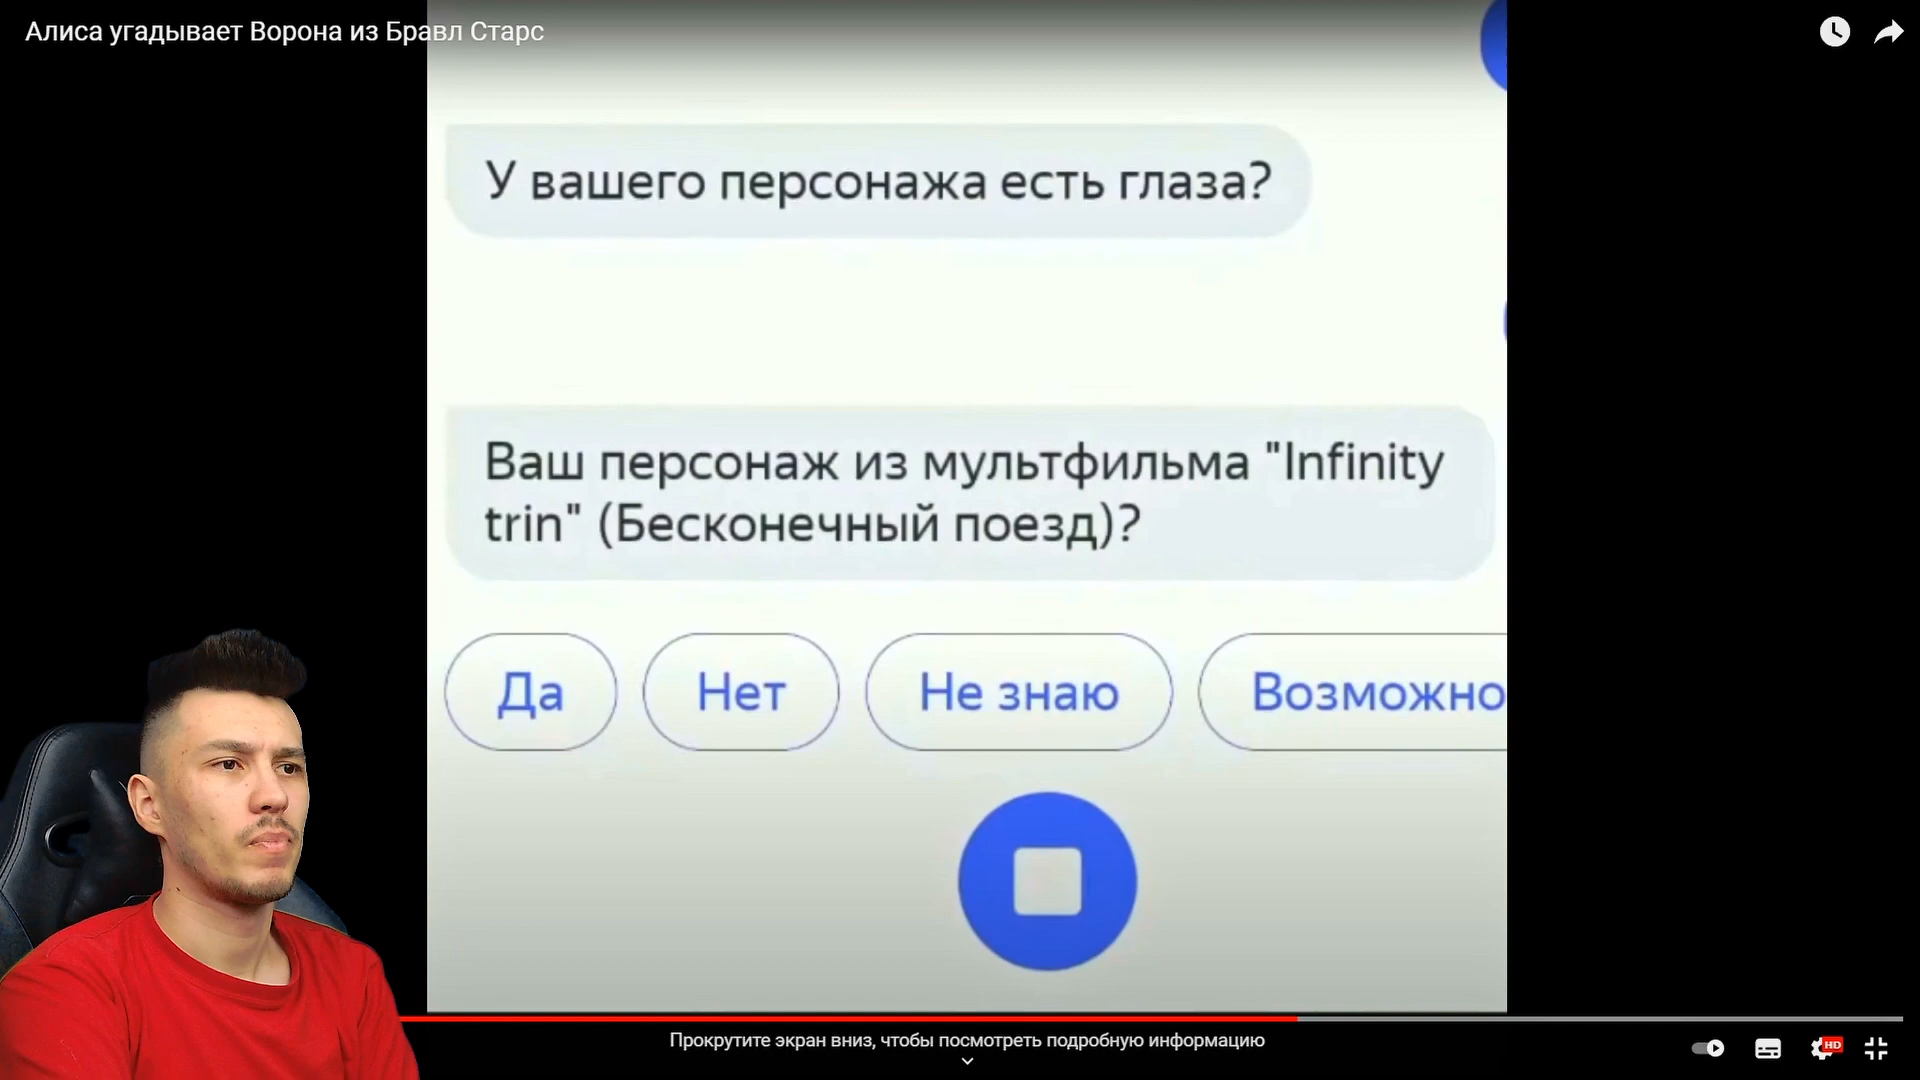 Алиса угадывает Ворона из Бравл Старс
У вашего персонажа есть глаза?
Ваш персонаж из мультфильма "Infinity
trin" (Бесконечный поезд)?
Да
Нет
Не знаю
Возможно
Прокрутите экран вниз, чтобы посмотреть подробную информацию
HD